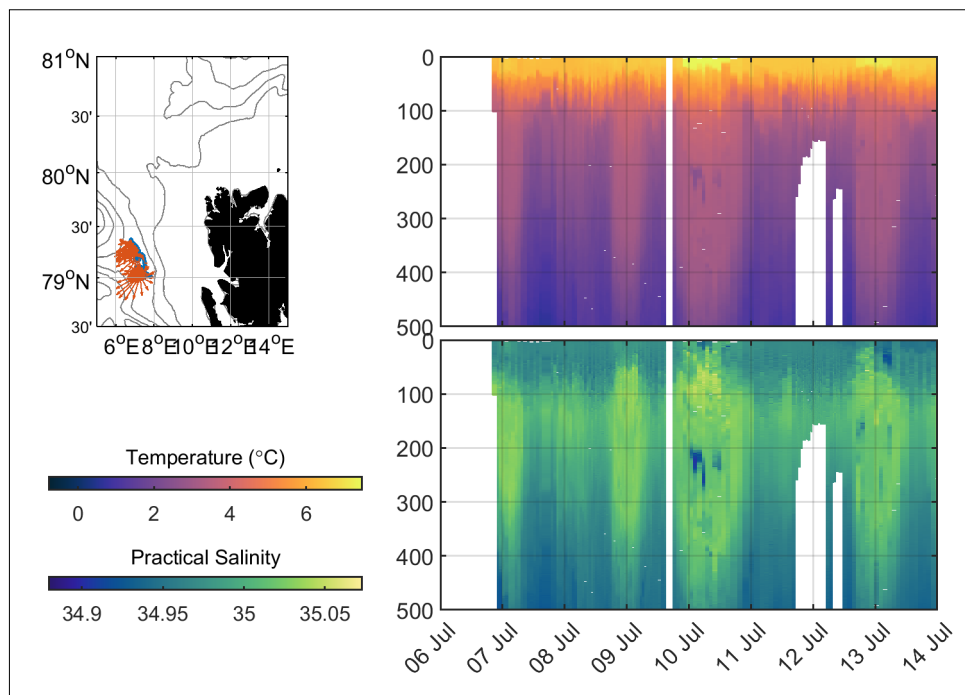 81°N
30'
80°N
30'
79°N
30'
6°E 8°E 10°E 12°E 14°E
0
100
200
300
400
500
0
100
200
300
400
500
06 Jul 07 Jul 08 Jul 09 Jul 10 Jul 11 Jul 12 Jul 13 Jul 14 Jul
Temperature (°C)
0 2 4 6
Practical Salinity
34.9 34.95 35 35.05